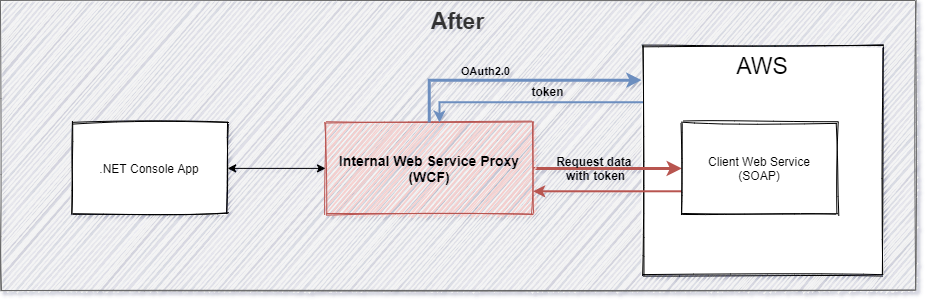 After
AWS
OAuth2.0
token
.NET Console App
Internal Web Service Proxy
(WCF)
Request data
with token
Client Web Service
(SOAP)